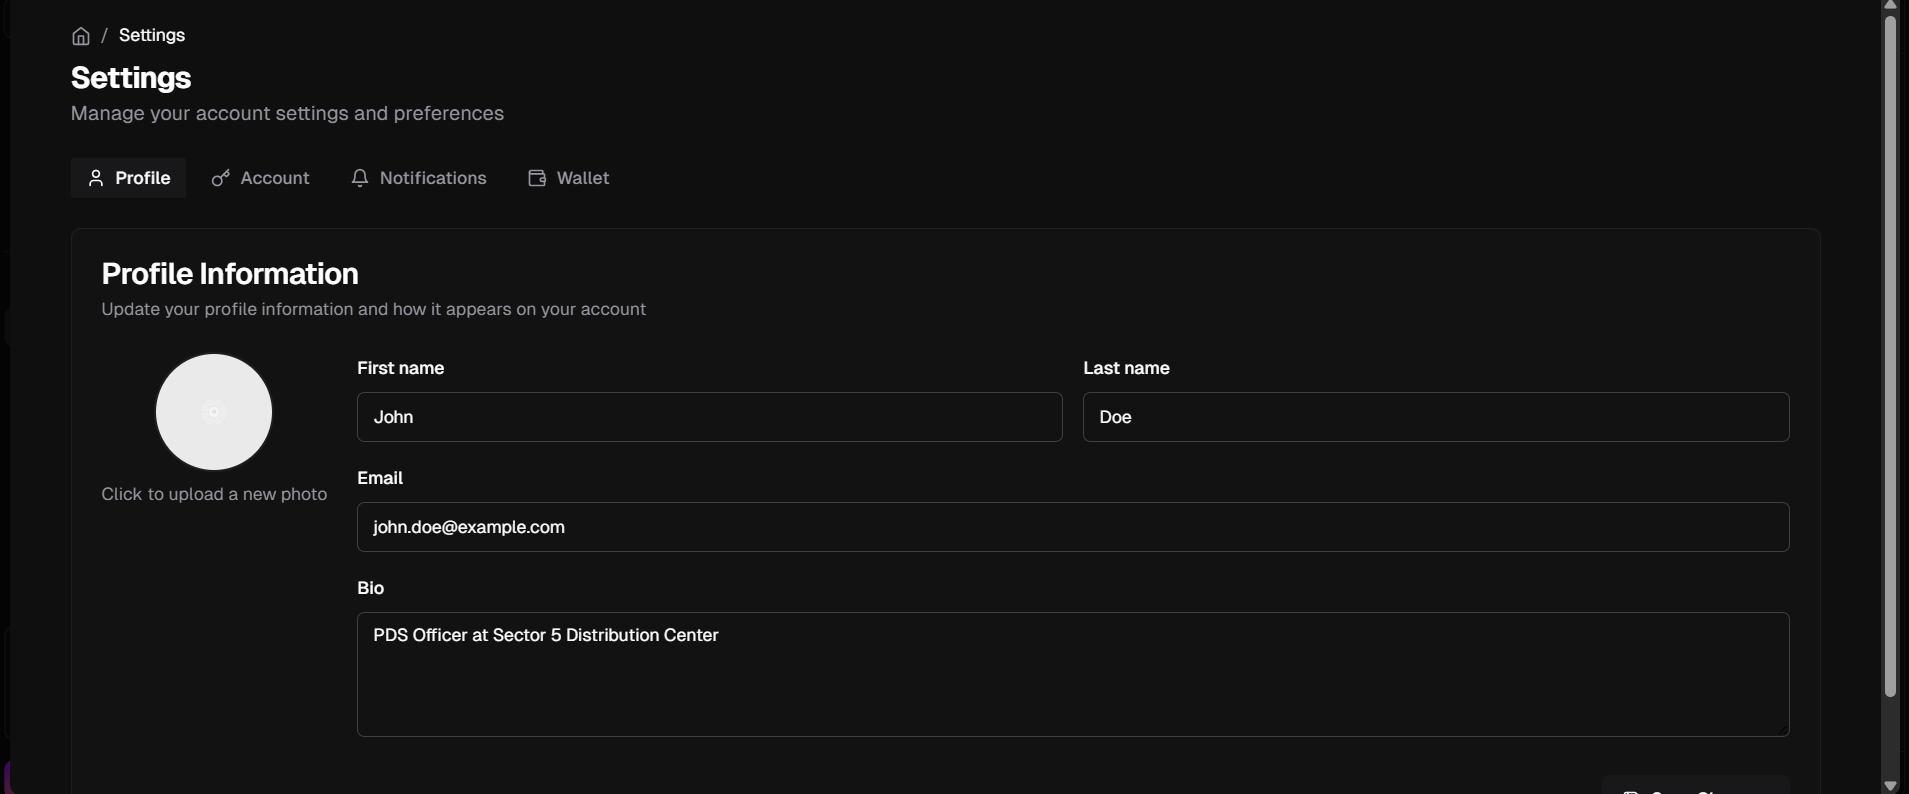 / Settings
Settings
Manage your account settings and preferences
Profile Account Notifications Wallet
Profile Information
Update your profile information and how it appears on your account
First name Last name
John Doe
Click to upload a new photo
Email
john.doe@example.com
Bio
PDS Officer at Sector 5 Distribution Center